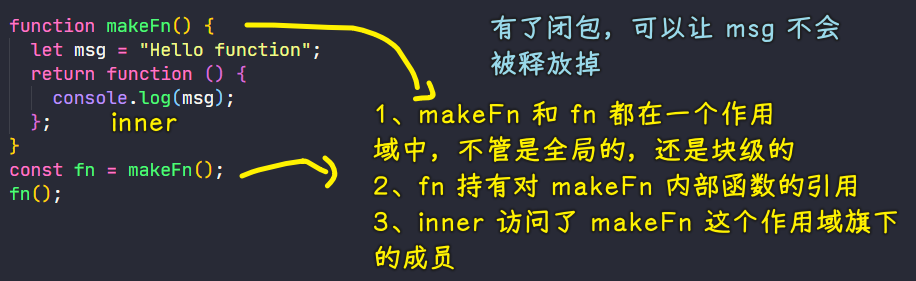 function makeFn() {
let msg = "Hello function";
return function () {
console.log(msg);
};
inner
}
const fn = makeFn();
fn();
有了闭包，可以让 msg 不会
被释放掉
1、makeFn 和 fn 都在一个作用
域中，不管是全局的，还是块级的
2、fn 持有对 makeFn 内部函数的引用
3、inner 访问了 makeFn 这个作用域旗下
的成员